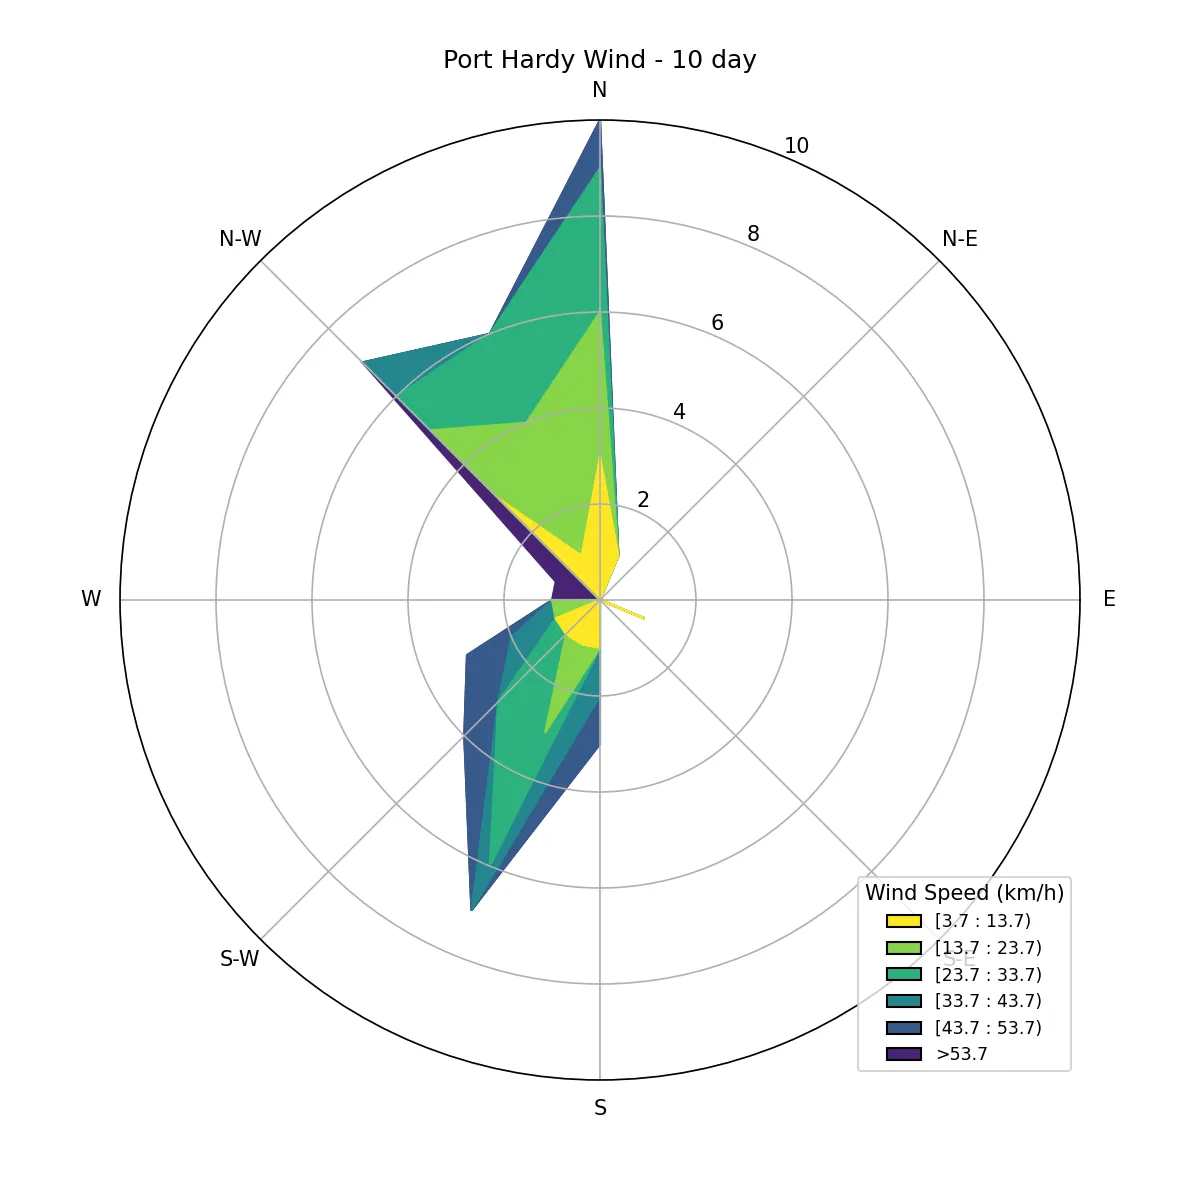 Port Hardy Wind - 10 day
N
10
N-W
8
N-E
6
4
2
W
E
S-W
S-E
S
Wind Speed (km/h)
[3.7 : 13.7)
[13.7 : 23.7)
[23.7 : 33.7)
[33.7 : 43.7)
[43.7 : 53.7)
>53.7